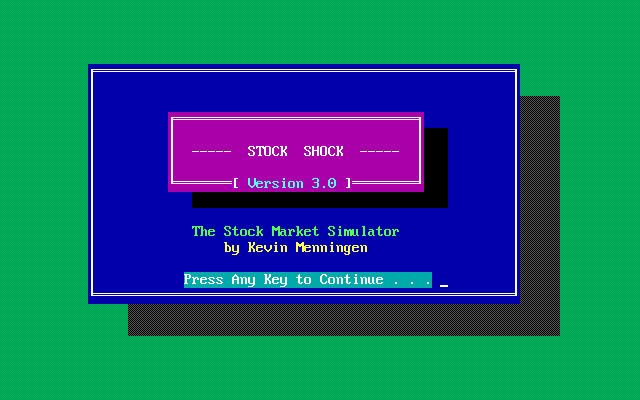 ----- STOCK SHOCK -----
[ Version 3.0 ]
The Stock Market Simulator
by Kevin Menningen
Press Any Key to Continue . . . _